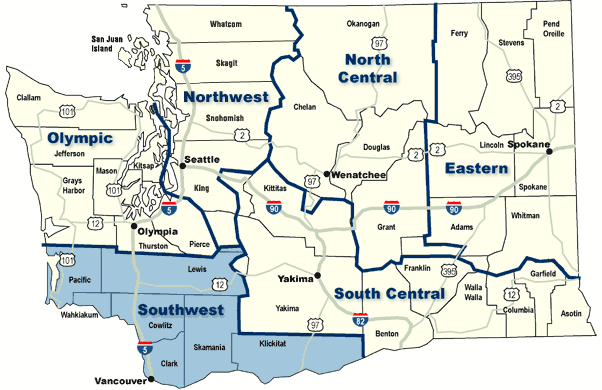 Whatcom
Okanogan
Ferry
Pend
Oreille
San Juan
Island
97
Stevens
5
Skagit
North
Central
395
Northwest
Clallam
101
Chelan
2
Snohomish
2
Olympic
Jefferson
Douglas
2
2
Lincoln
Spokane
Mason
Kitsap
Seattle
Eastern
Grays
Harbor
101
King
97
Wenatchee
Kittitas
Spokane
5
90
90
90
Whitman
12
Olympia
Grant
Adams
Thurston
Pierce
101
Lewis
Franklin
395
Garfield
Pacific
12
Yakima
Walla
Walla
12
Southwest
South Central
Columbia
Asotin
Wahkiakum
Yakima
Cowlitz
97
82
Benton
5
Skamania
Klickitat
Clark
Vancouver